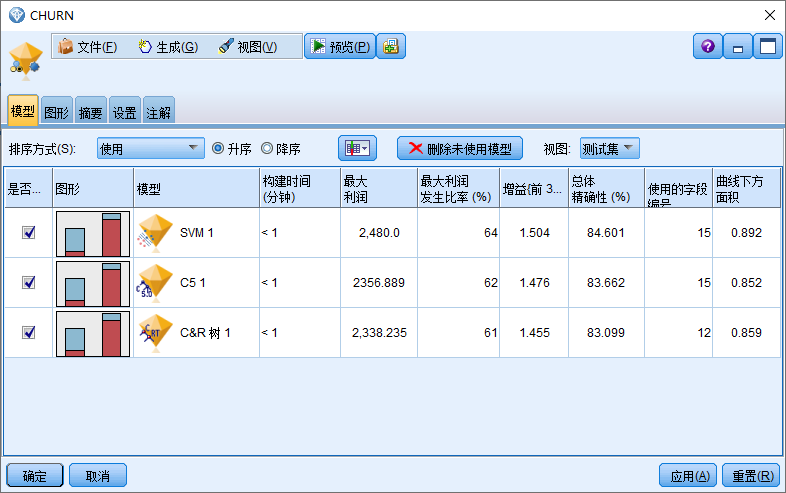 CHURN
文件(F) 生成(G) 视图(V) 预览(P)
模型 图形 摘要 设置 注解
排序方式(S): 使用 升序 降序 删除未使用模型 视图: 测试集
是否... 图形 模型 构建时间 (分钟) 最大 利润 最大利润 发生比率 (%) 增益{前 3... 总体 精确性 (%) 使用的字段 编号 曲线下方 面积
SVM 1 < 1 2,480.0 64 1.504 84.601 15 0.892
C5 1 < 1 2356.889 62 1.476 83.662 15 0.852
C&R 树 1 < 1 2,338.235 61 1.455 83.099 12 0.859
确定 取消 应用(A) 重置(R)